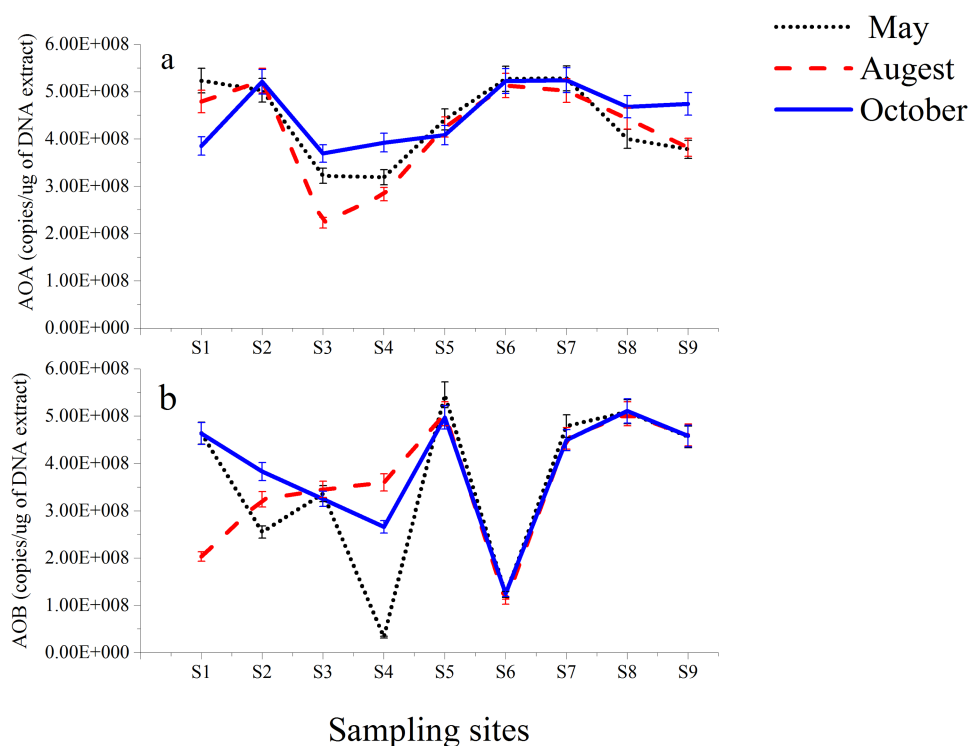 May
Augest
October
a
AOA (copies/ug of DNA extract)
6.00E+008
5.00E+008
4.00E+008
3.00E+008
2.00E+008
1.00E+008
0.00E+000
S1 S2 S3 S4 S5 S6 S7 S8 S9
b
AOB (copies/ug of DNA extract)
6.00E+008
5.00E+008
4.00E+008
3.00E+008
2.00E+008
1.00E+008
0.00E+000
S1 S2 S3 S4 S5 S6 S7 S8 S9
Sampling sites